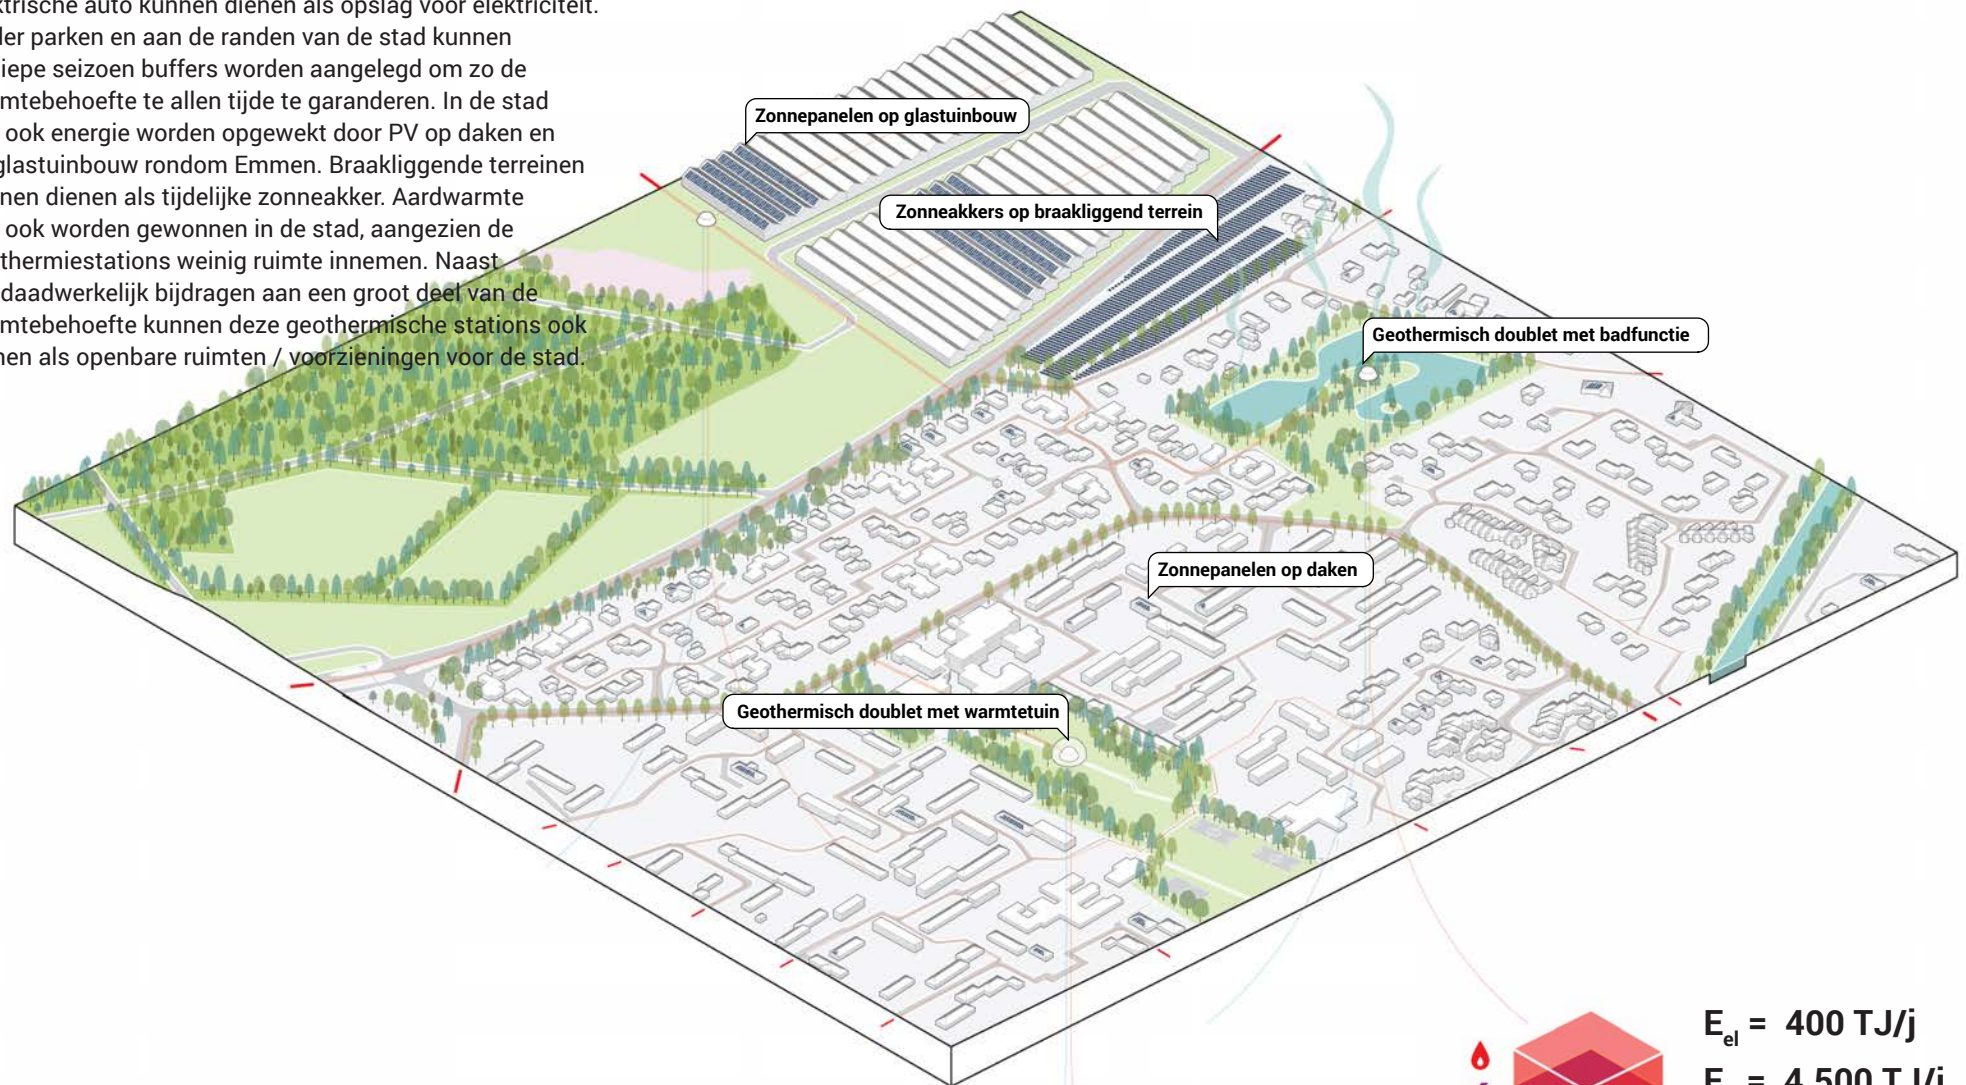 ktrische auto kunnen dienen als opslag voor elektriciteit.
der parken en aan de randen van de stad kunnen
iepe seizoen buffers worden aangelegd om zo de
mtebehoefte te allen tijde te garanderen. In de stad
ook energie worden opgewekt door PV op daken en
glastuinbouw rondom Emmen. Braakliggende terreinen
nen dienen als tijdelijke zonneakker. Aardwarmte
ook worden gewonnen in de stad, aangezien de
thermiestations weinig ruimte innemen. Naast
daadwerkelijk bijdragen aan een groot deel van de
mtebehoefte kunnen deze geothermische stations ook
nen als openbare ruimten / voorzieningen voor de stad.
Zonnepanelen op glastuinbouw
Zonneakkers op braakliggend terrein
Geothermisch doublet met badfunctie
Zonnepanelen op daken
Geothermisch doublet met warmtetuin
Eel = 400 TJ/j
= 4.500 TJ/j